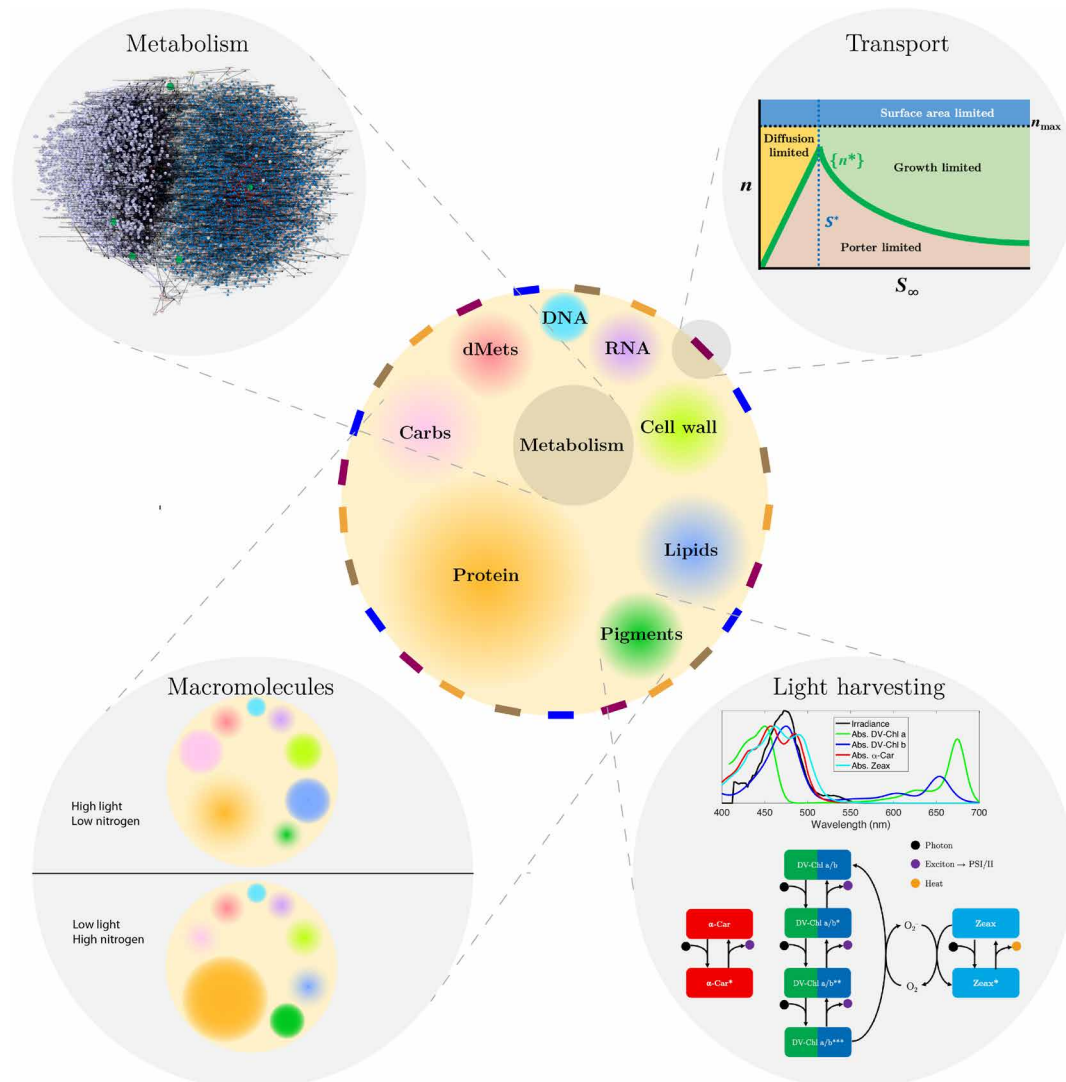 Metabolism
Transport
Surface area limited
n_max
Diffusion
limited
{n*}
Growth limited
n
S*
Porter limited
S∞
DNA
dMets
RNA
Carbs
Cell wall
Metabolism
Lipids
Protein
Pigments
Macromolecules
High light
Low nitrogen
Low light
High nitrogen
Light harvesting
Irradiance
Abs. DV-Chl a
Abs. DV-Chl b
Abs. α-Car
Abs. Zeax
400 450 500 550 600 650 700
Wavelength (nm)
Photon
Exciton → PSI/II
Heat
DV-Chl a/b
α-Car
DV-Chl a/b*
O₂⁻
Zeax
α-Car*
DV-Chl a/b**
O₂
Zeax*
DV-Chl a/b***